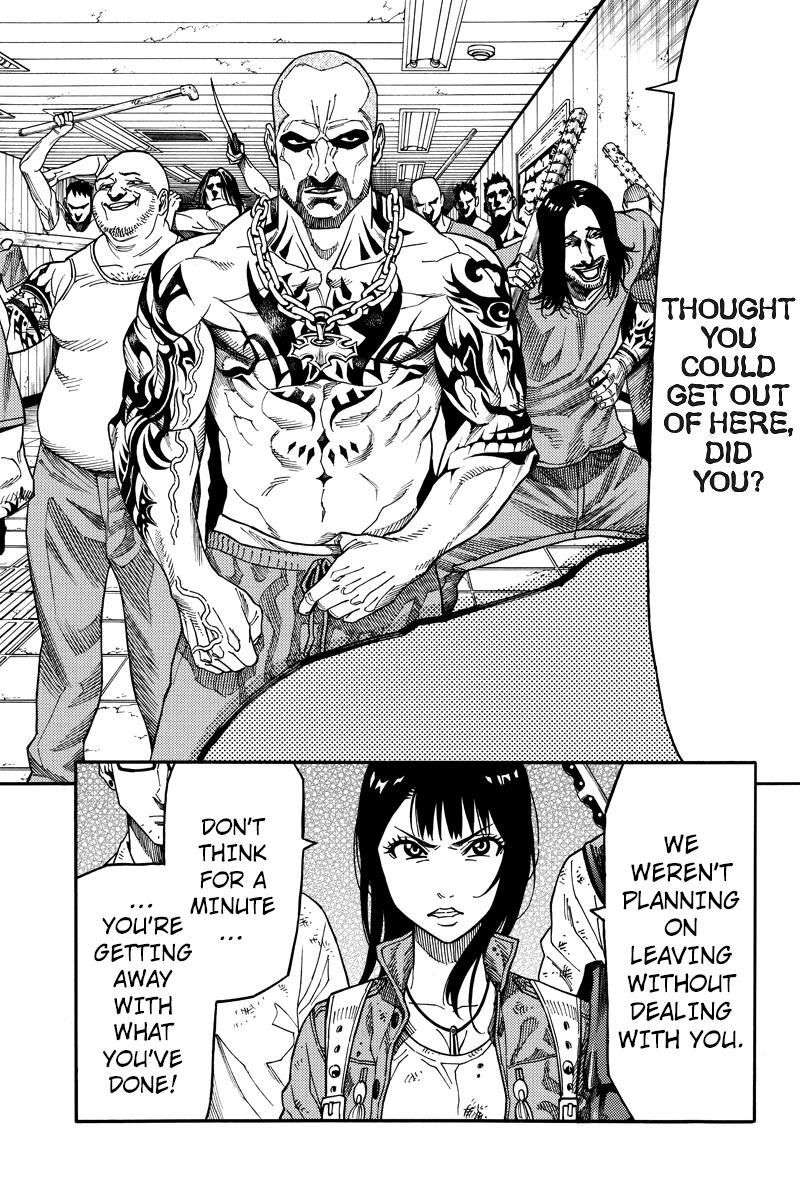 THOUGHT
YOU
COULD
GET OUT
OF HERE,
DID
YOU?
WE
WEREN'T
PLANNING
ON
LEAVING
WITHOUT
DEALING
WITH YOU.
DON'T
THINK
FOR A
MINUTE
...
...
YOU'RE
GETTING
AWAY
WITH
WHAT
YOU'VE
DONE!